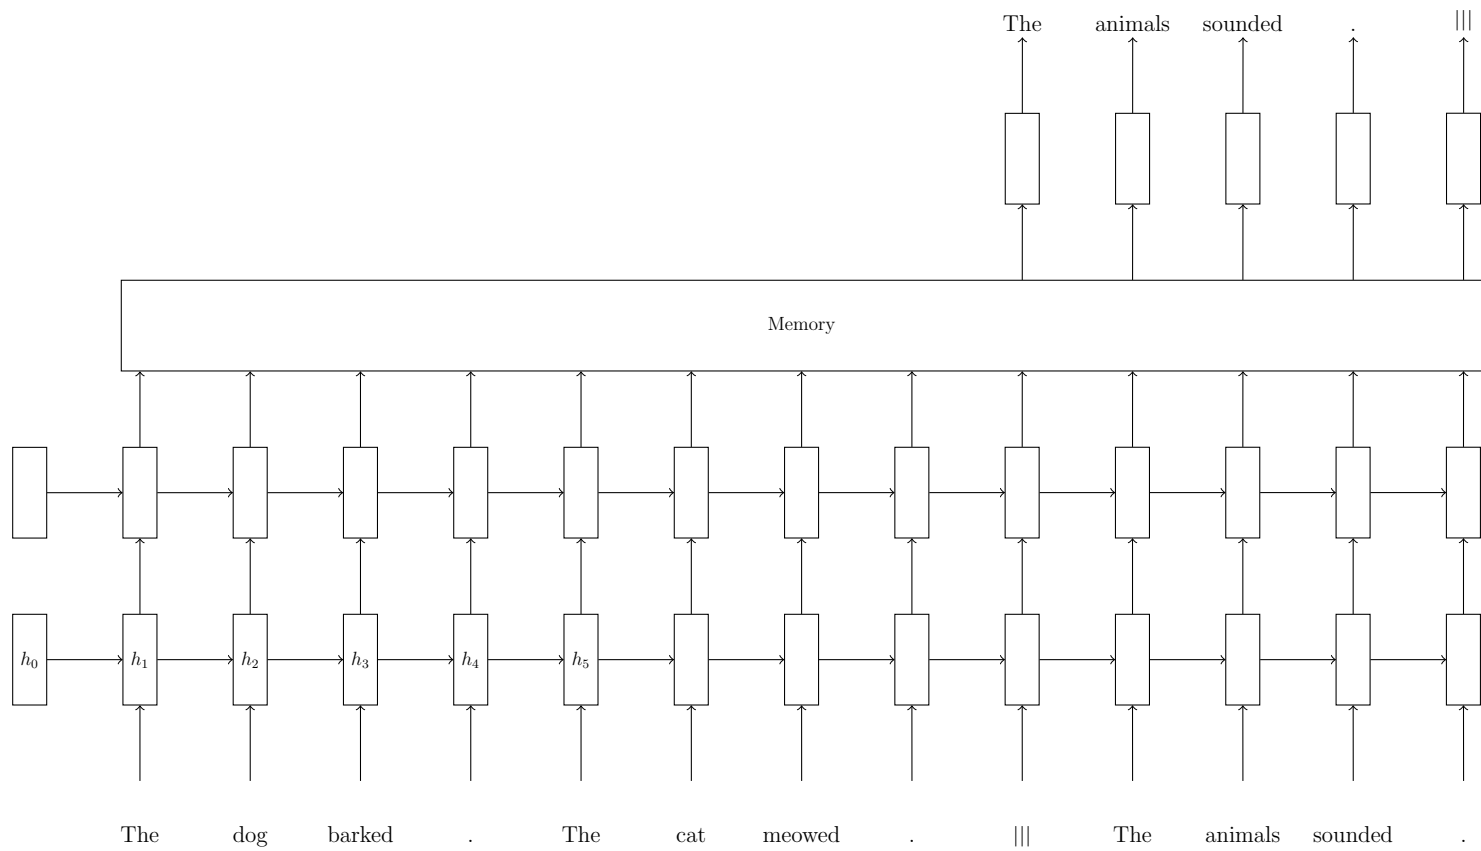 The animals sounded . |||
Memory
h₀ h₁ h₂ h₃ h₄ h₅
The dog barked . The cat meowed . ||| The animals sounded .